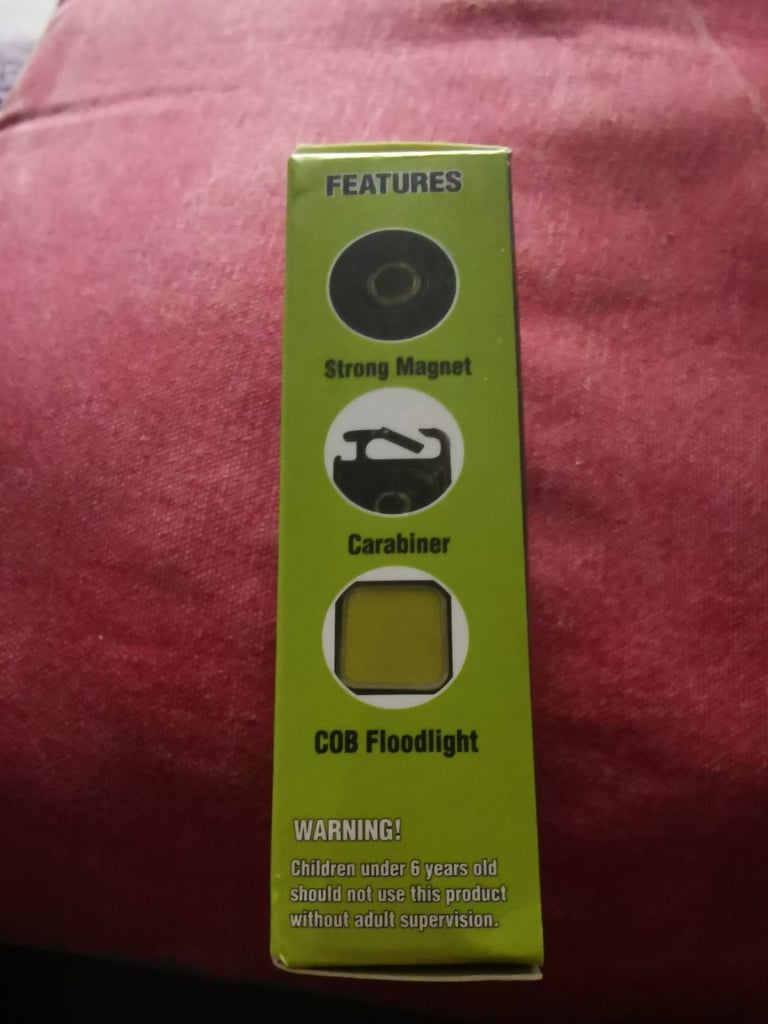 FEATURES
Strong Magnet
Carabiner
COB Floodlight
WARNING!
Children under 6 years old
should not use this product
without adult supervision.